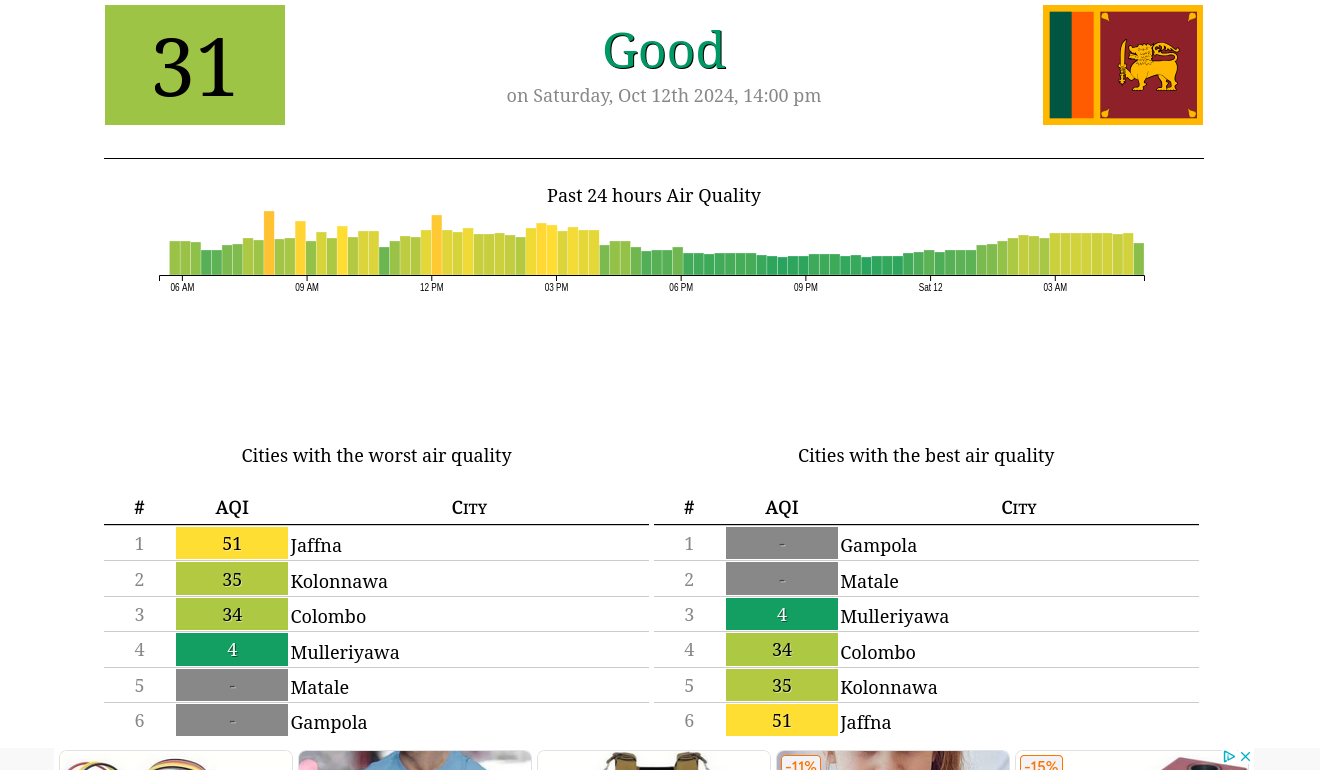 31
Good
on Saturday, Oct 12th 2024, 14:00 pm
Past 24 hours Air Quality
06 AM 09 AM 12 PM 03 PM 06 PM 09 PM Sat 12 03 AM
Cities with the worst air quality
# AQI City
1 51 Jaffna
2 35 Kolonnawa
3 34 Colombo
4 4 Mulleriyawa
5 - Matale
6 - Gampola
Cities with the best air quality
# AQI City
1 - Gampola
2 - Matale
3 4 Mulleriyawa
4 34 Colombo
5 35 Kolonnawa
6 51 Jaffna
-11%
-15%